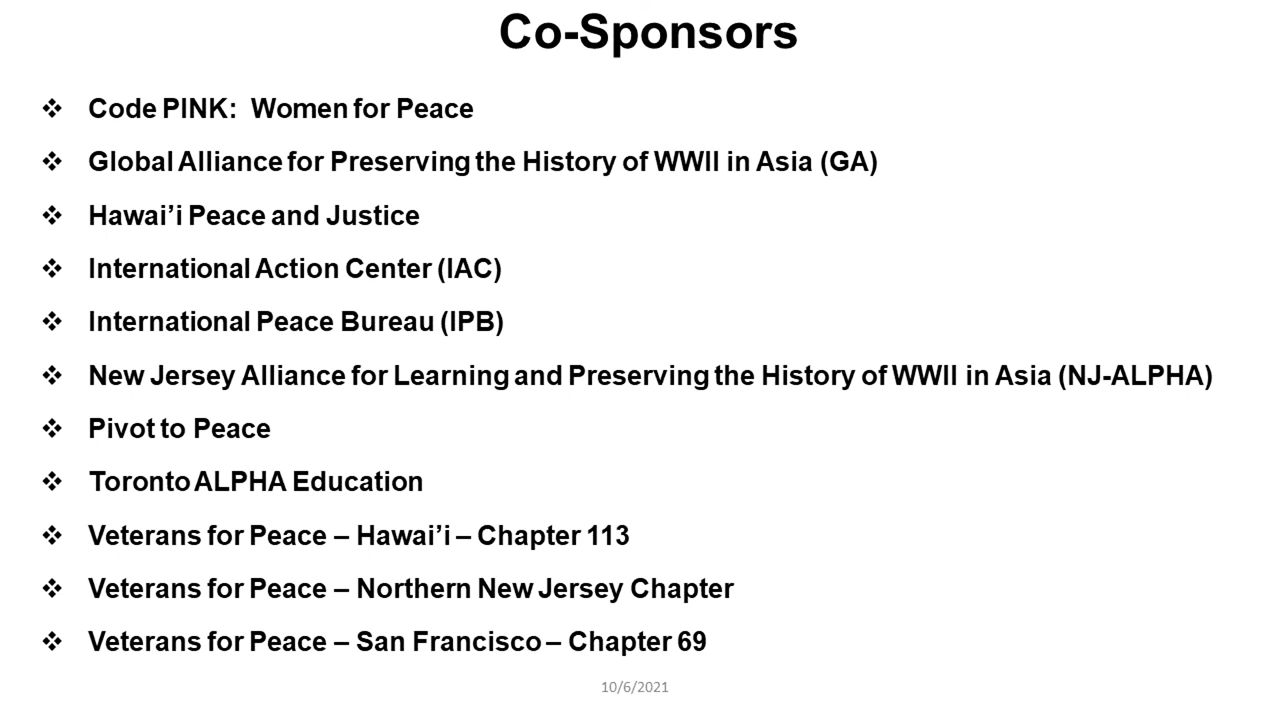 Co-Sponsors
❖ Code PINK:  Women for Peace
❖ Global Alliance for Preserving the History of WWII in Asia (GA)
❖ Hawai’i Peace and Justice
❖ International Action Center (IAC)
❖ International Peace Bureau (IPB)
❖ New Jersey Alliance for Learning and Preserving the History of WWII in Asia (NJ-ALPHA)
❖ Pivot to Peace
❖ Toronto ALPHA Education
❖ Veterans for Peace – Hawai’i – Chapter 113
❖ Veterans for Peace – Northern New Jersey Chapter
❖ Veterans for Peace – San Francisco – Chapter 69
10/6/2021